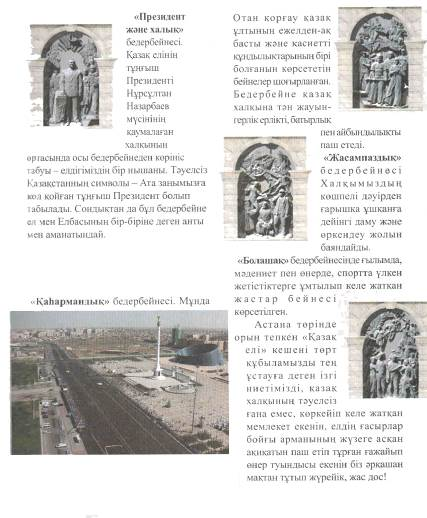 «Президент
және халық»
бедербейнесі.
Қазақ елінің
тұңғыш
Президенті
Нұрсұлтан
Назарбаев
мүсінінің
қаумалаған
халқының
ортасында осы бедербейнеден көрініс
табуы – елдігіміздің бір нышаны. Тәуелсіз
Қазақстанның символы – Ата заңымызға
қол қойған тұңғыш Президент болып
табылады. Сондықтан да бұл бедербейне
ел мен Елбасының бір-біріне деген анты
мен аманатындай.
«Қаһармандық» бедербейнесі. Мұнда
Отан қорғау қазақ
ұлтының ежелден-ақ
басты және қасиетті
құндылықтарының бірі
болғанын көрсететін
бейнелер шоғырланған.
Бедербейне қазақ
халқына тән жауын-
герлік ерлікті, батырлық
пен айбындылықты
паш етеді.
«Жасампаздық»
бедербейнесі
Халқымыздың
көшпелі дәуірден
ғарышқа ұшқанға
дейінгі даму және
өркендеу жолын
баяндайды.
«Болашақ» бедербейнесінде ғылымда,
мәдениет пен өнерде, спортта үлкен
жетістіктерге ұмтылып келе жатқан
жастар бейнесі
көрсетілген.
Астана төрінде
орын тепкен «Қазақ
елі» кешені төрт
құбыламызды тең
ұстауға деген ізгі
ниетімізді, қазақ
халқының тәуелсіз
ғана емес, көркейіп келе жатқан
мемлекет екенін, елдің ғасырлар
бойғы арманының жүзеге асқан
ақиқатын паш етіп тұрған ғажайып
өнер туындысы екенін біз әрқашан
мақтан тұтып жүрейік, жас дос!